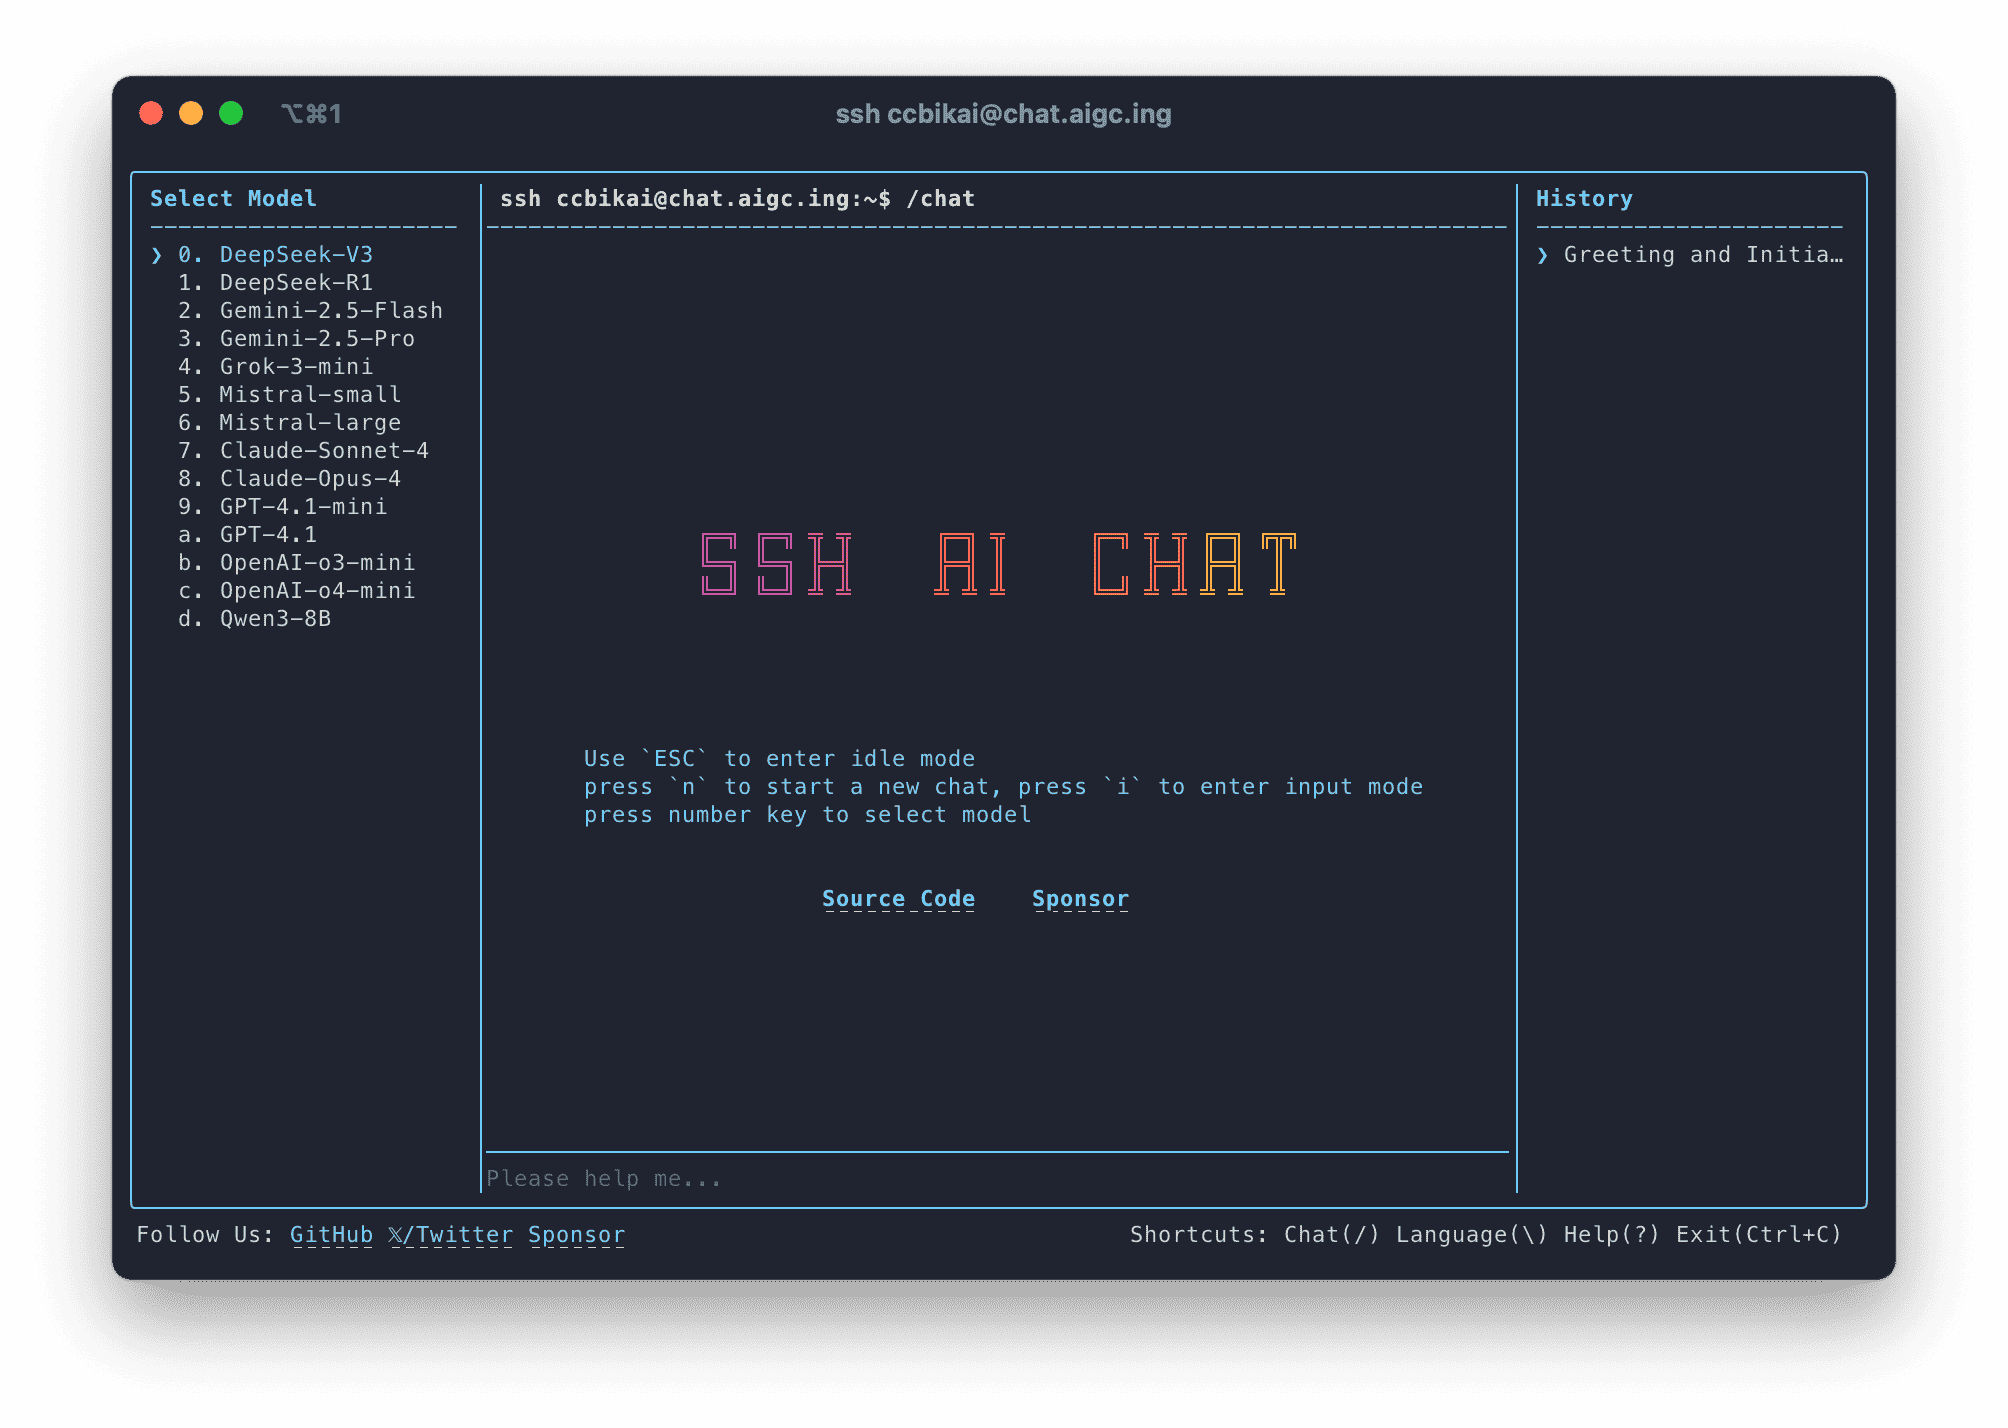 ⌥⌘1
ssh ccbikai@chat.aigc.ing
Select Model
❯ 0. DeepSeek-V3
1. DeepSeek-R1
2. Gemini-2.5-Flash
3. Gemini-2.5-Pro
4. Grok-3-mini
5. Mistral-small
6. Mistral-large
7. Claude-Sonnet-4
8. Claude-Opus-4
9. GPT-4.1-mini
a. GPT-4.1
b. OpenAI-o3-mini
c. OpenAI-o4-mini
d. Qwen3-8B
ssh ccbikai@chat.aigc.ing:~$ /chat
SSH AI CHAT
Use `ESC` to enter idle mode
press `n` to start a new chat, press `i` to enter input mode
press number key to select model
Source Code Sponsor
Please help me...
History
❯ Greeting and Initia…
Follow Us: GitHub 𝕏/Twitter Sponsor
Shortcuts: Chat(/) Language(\) Help(?) Exit(Ctrl+C)